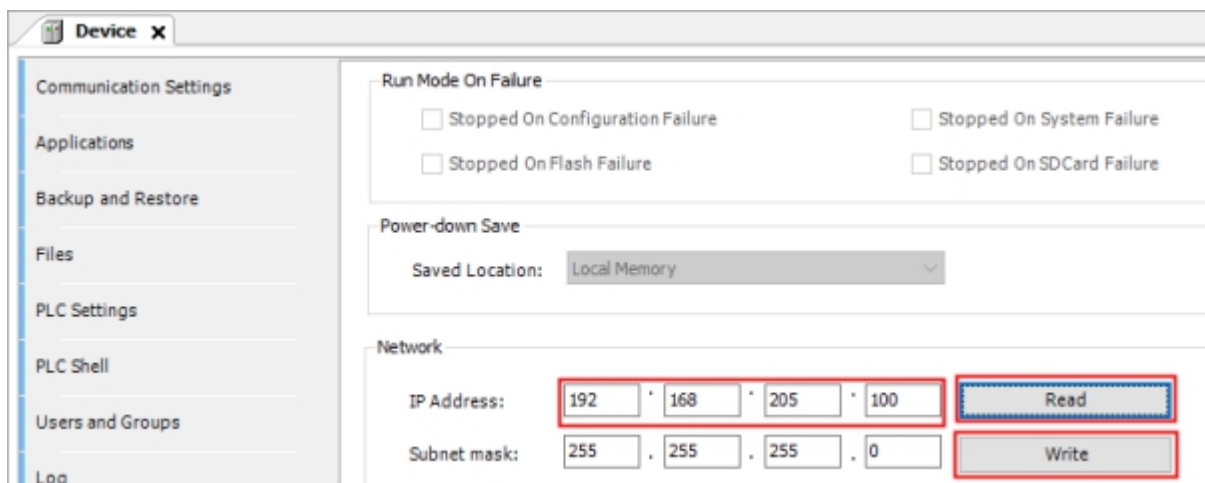 Device
Communication Settings
Applications
Backup and Restore
Files
PLC Settings
PLC Shell
Users and Groups
Log
Run Mode On Failure
Stopped On Configuration Failure
Stopped On System Failure
Stopped On Flash Failure
Stopped On SDCard Failure
Power-down Save
Saved Location: Local Memory
Network
IP Address: 192 . 168 . 205 . 100 Read
Subnet mask: 255 . 255 . 255 . 0 Write